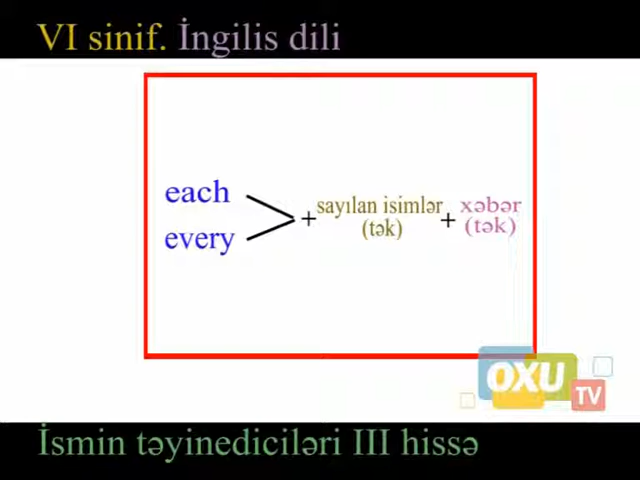 VI sinif. İngilis dili
each
every
+ sayılan isimlər (tək) + xəbər (tək)
OXU TV
İsmin təyinediciləri III hissə